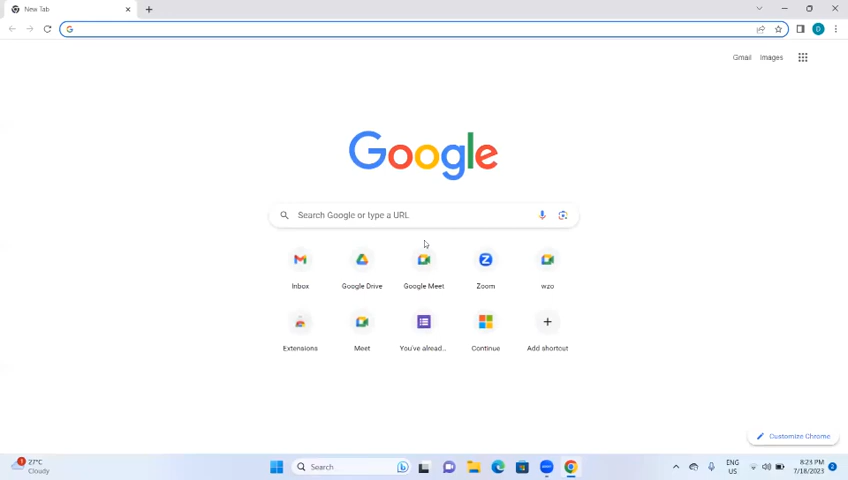 New Tab
Gmail Images
Google
Search Google or type a URL
Inbox Google Drive Google Meet Zoom wzo
Extensions Meet You've alread... Continue Add shortcut
Customize Chrome
27°C
Cloudy
Search
ENG
US
8:23 PM
7/18/2023